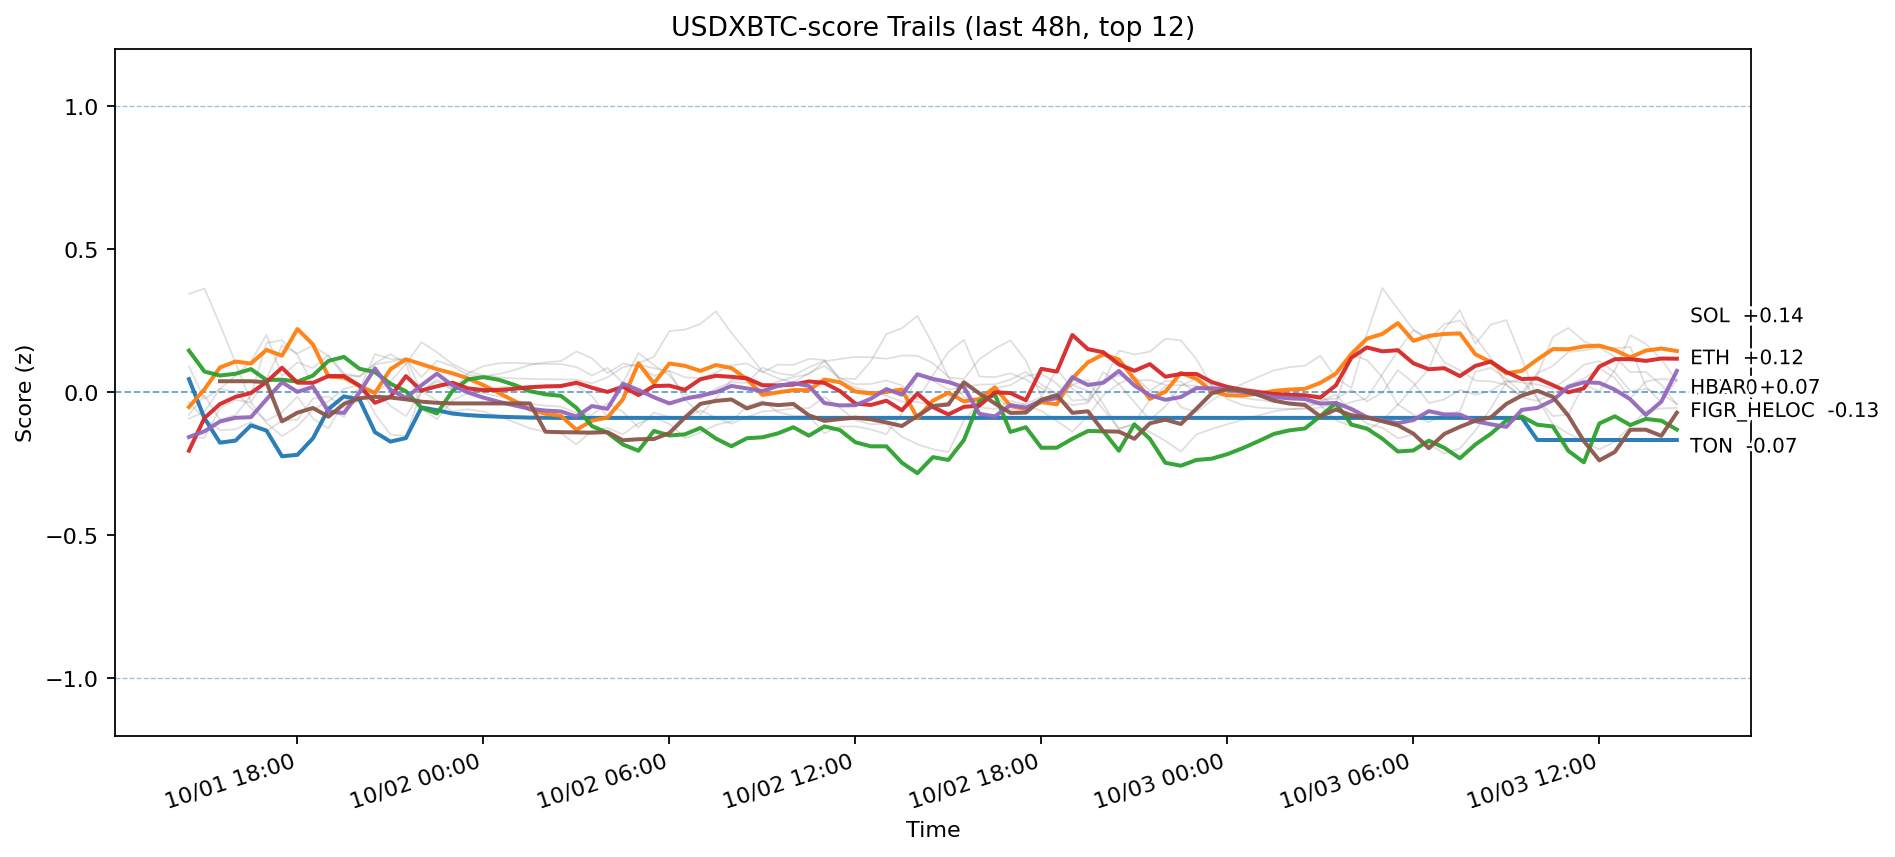 USDXBTC-score Trails (last 48h, top 12)
Score (z)
1.0
0.5
0.0
−0.5
−1.0
SOL +0.14
ETH +0.12
HBAR0+0.07
FIGR_HELOC -0.13
TON -0.07
10/01 18:00
10/02 00:00
10/02 06:00
10/02 12:00
10/02 18:00
10/03 00:00
10/03 06:00
10/03 12:00
Time